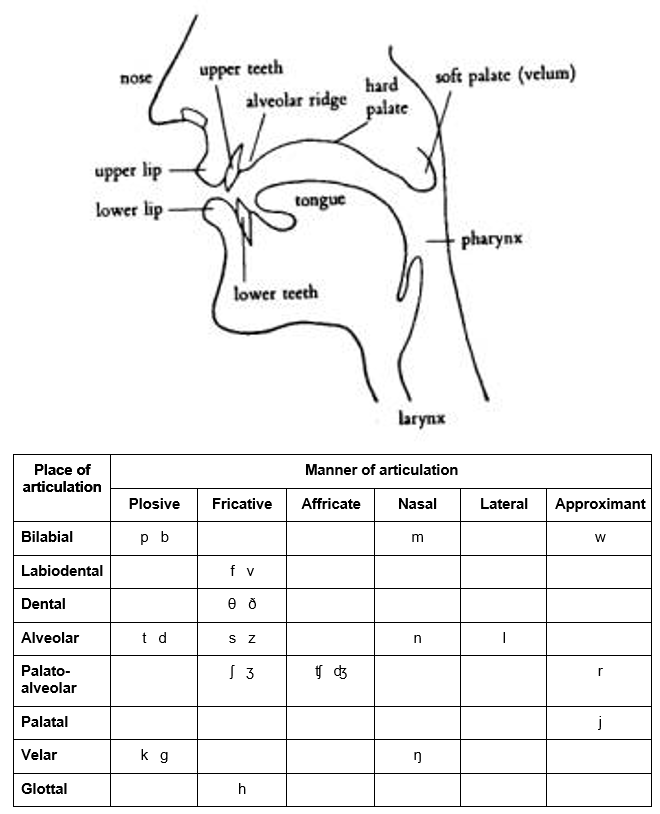 nose
upper teeth
alveolar ridge
hard
palate
soft palate (velum)
upper lip
lower lip
tongue
pharynx
lower teeth
larynx
Place of
articulation
Manner of articulation
Plosive Fricative Affricate Nasal Lateral Approximant
Bilabial p b m w
Labiodental f v
Dental θ ð
Alveolar t d s z n l
Palato-
alveolar ʃ ʒ ʧ ʤ r
Palatal j
Velar k g ŋ
Glottal h